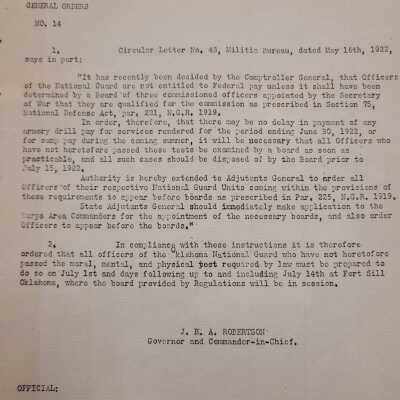 GENERAL ORDERS
NO. 14
1. Circular Letter No. 43, Militia Bureau, dated May 16th, 1922,
says in part:
"It has recently been decided by the Comptroller General, that Officers
of the National Guard are not entitled to Federal pay unless it shall have been
determined by a Board of three commissioned officers appointed by the Secretary
of War that they are qualified for the commission as prescribed in Section 75,
National Defense Act, par, 221, N.G.R. 1919.
In order, therefore, that there may be no delay in payment of any
armory drill pay for services rendered for the period ending June 30, 1922, or
for camp pay during the coming summer, it will be necessary that all Officers who
have not heretofore passed these tests be examined by a board as soon as
practicable, and all such cases should be disposed of by the Board prior to
July 15, 1922.
Authority is hereby extended to Adjutants General to order all
Officers of their respective National Guard Units coming within the provisions of
these requirements to appear before boards as prescribed in Par. 225, N.G.R. 1919.
State Adjutants General should immediately make application to the
Corps Area Commanders for the appointment of the necessary boards, and also order
Officers to appear before the boards."
2. In compliance with these instructions it is therefore
ordered that all officers of the Oklahoma National Guard who have not heretofore
passed the moral, mental, and physical test required by law must be prepared to
do so on July 1st and days following up to and including July 14th at Fort Sill
Oklahoma, where the board provided by Regulations will be in session.
J. B. A. ROBERTSON
Governor and Commander-in-Chief.
OFFICIAL: